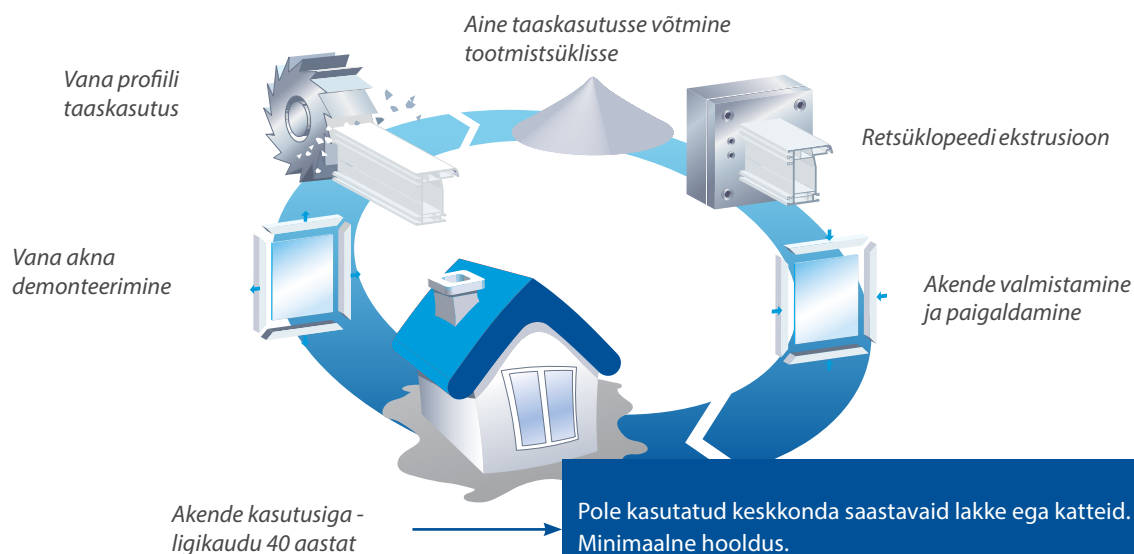 Aine taaskasutusse võtmine
tootmistsüklisse
Vana profiili
taaskasutus
Retsüklopeedi ekstrusioon
Vana akna
demonteerimine
Akende valmistamine
ja paigaldamine
Akende kasutusiga -
ligikaudu 40 aastat
Pole kasutatud keskkonda saastavaid lakke ega katteid.
Minimaalne hooldus.